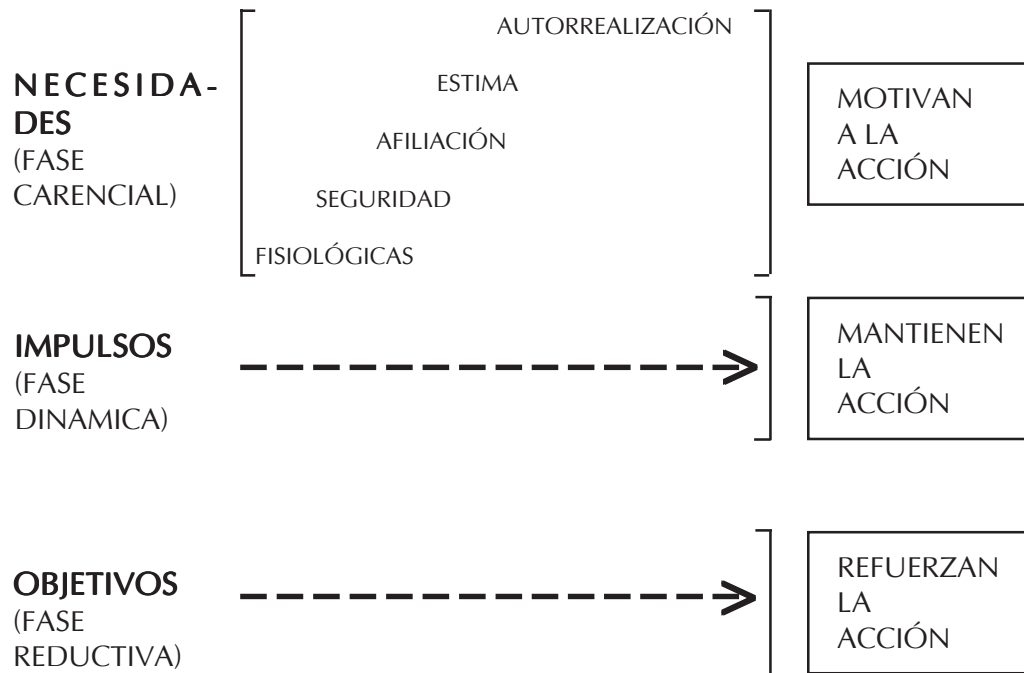 NECESIDA-
DES
(FASE
CARENCIAL)
AUTORREALIZACIÓN
ESTIMA
AFILIACIÓN
SEGURIDAD
FISIOLÓGICAS
MOTIVAN
A LA
ACCIÓN
IMPULSOS
(FASE
DINAMICA)
MANTIENEN
LA
ACCIÓN
OBJETIVOS
(FASE
REDUCTIVA)
REFUERZAN
LA
ACCIÓN